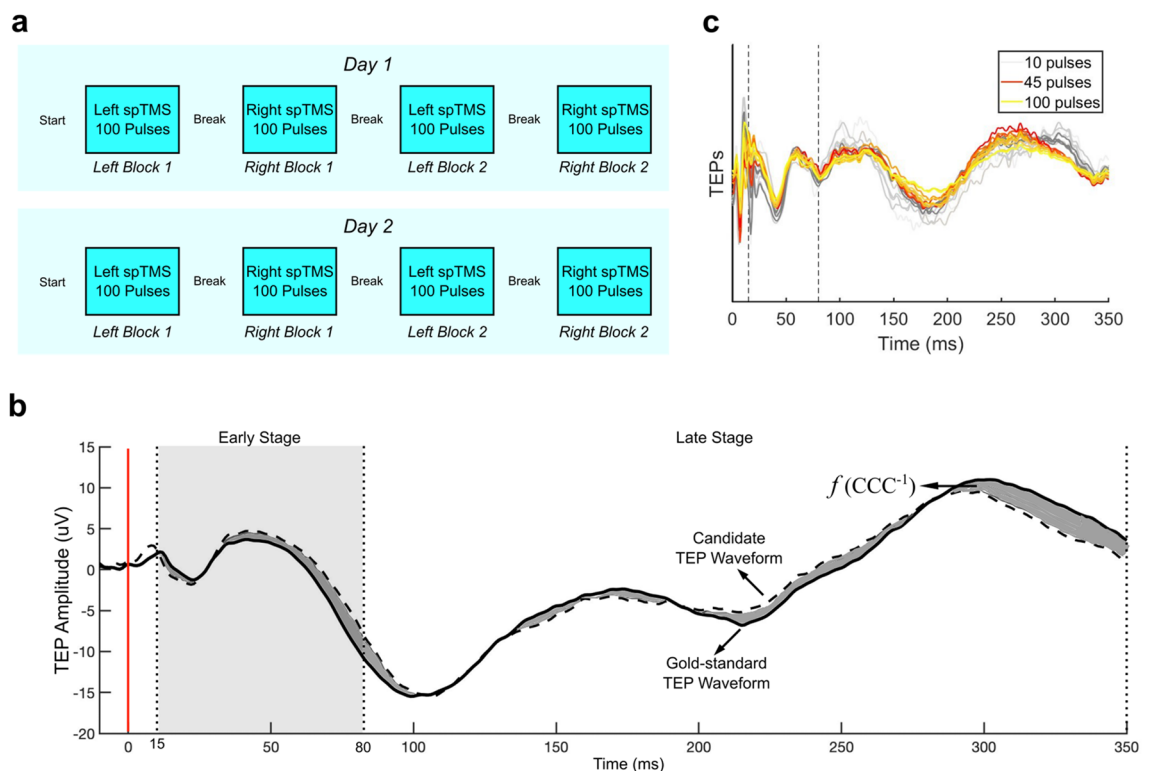 a
Day 1
Start
Left spTMS
100 Pulses
Left Block 1
Break
Right spTMS
100 Pulses
Right Block 1
Break
Left spTMS
100 Pulses
Left Block 2
Break
Right spTMS
100 Pulses
Right Block 2
Day 2
Start
Left spTMS
100 Pulses
Left Block 1
Break
Right spTMS
100 Pulses
Right Block 1
Break
Left spTMS
100 Pulses
Left Block 2
Break
Right spTMS
100 Pulses
Right Block 2
c
10 pulses
45 pulses
100 pulses
TEPs
0 50 100 150 200 250 300 350
Time (ms)
b
Early Stage
Late Stage
TEP Amplitude (uV)
15
10
5
0
-5
-10
-15
-20
f(CCC⁻¹)
Candidate
TEP Waveform
Gold-standard
TEP Waveform
0 15 50 80 100 150 200 250 300 350
Time (ms)